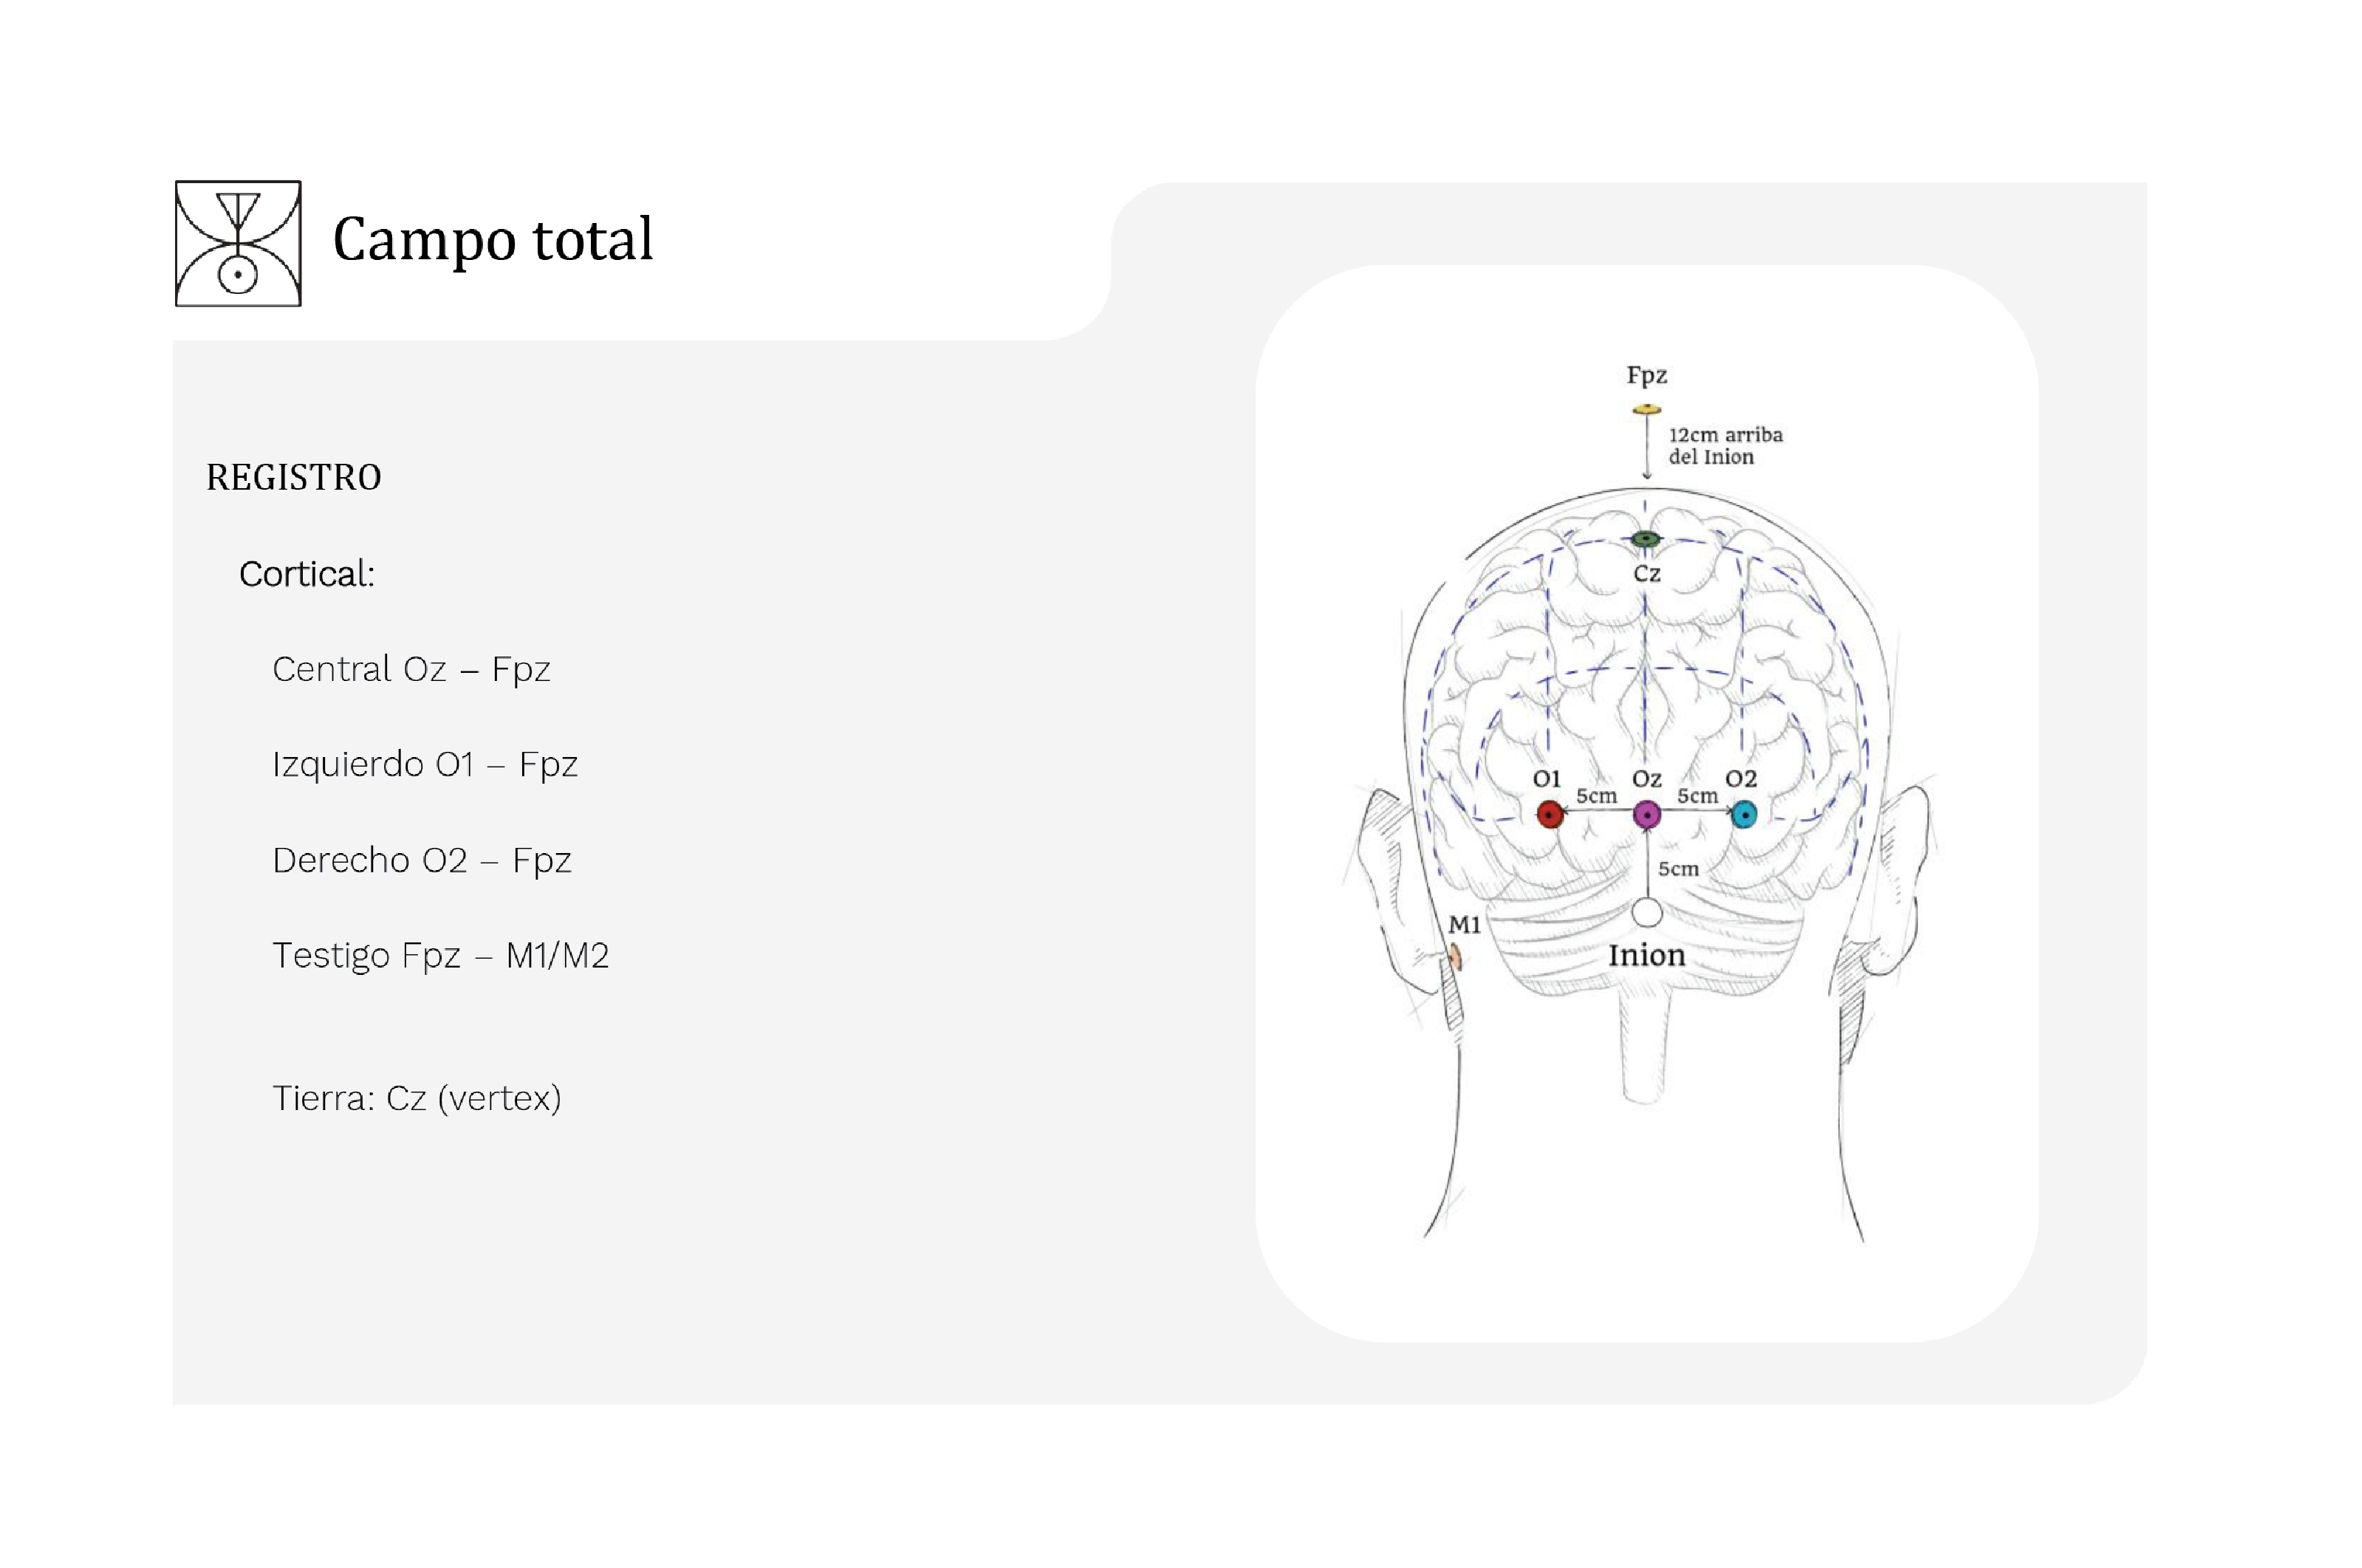 Campo total
REGISTRO
Cortical:
Central Oz – Fpz
Izquierdo O1 – Fpz
Derecho O2 – Fpz
Testigo Fpz – M1/M2
Tierra: Cz (vertex)
Fpz
12cm arriba
del Inion
Cz
O1 Oz O2
5cm 5cm
5cm
M1
Inion